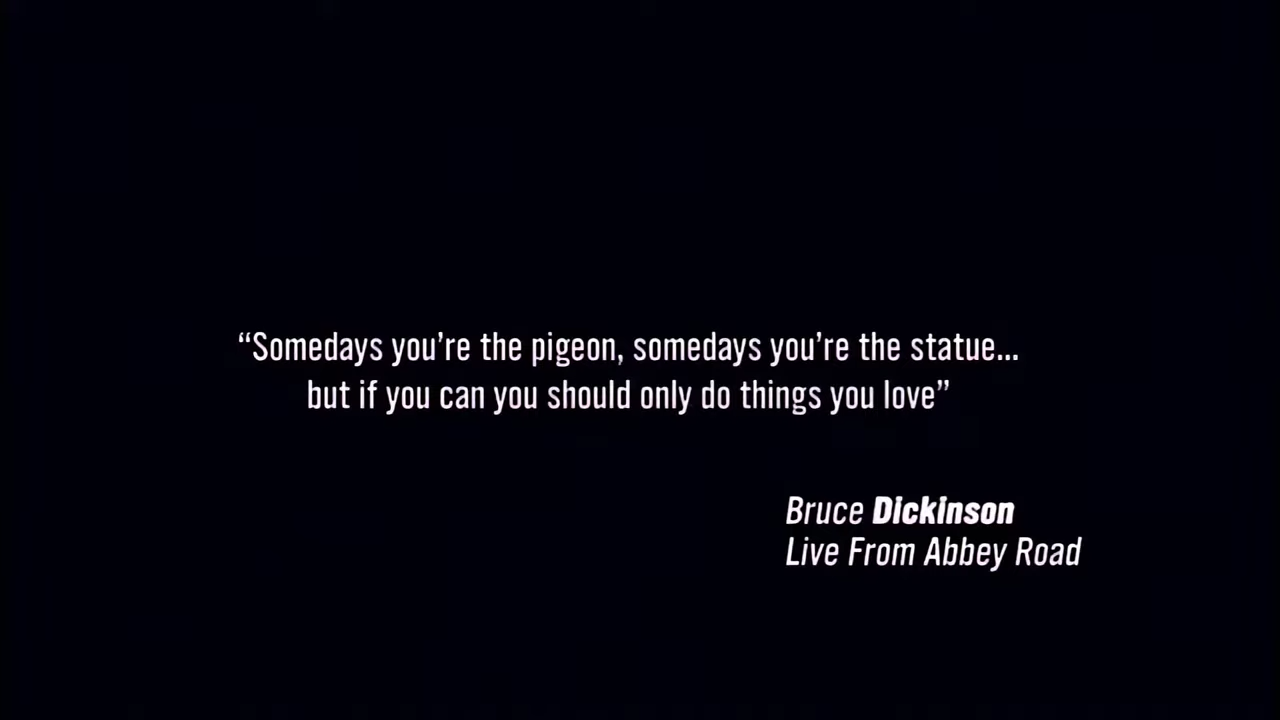 “Somedays you’re the pigeon, somedays you’re the statue...
but if you can you should only do things you love”
Bruce Dickinson
Live From Abbey Road